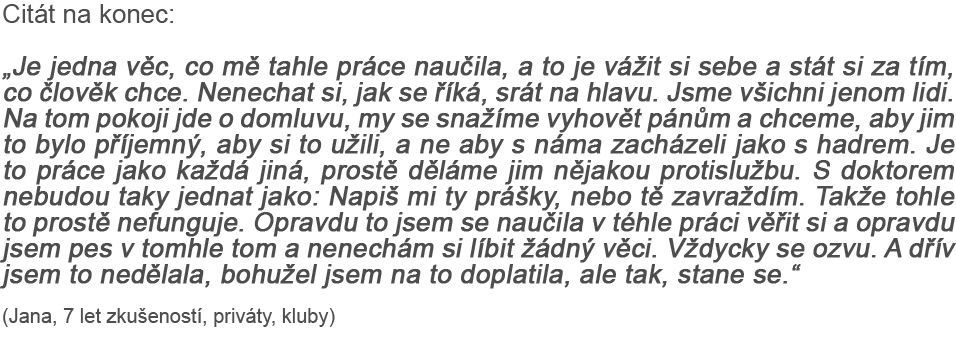 Citát na konec:
„Je jedna věc, co mě tahle práce naučila, a to je vážit si sebe a stát si za tím,
co člověk chce. Nenechat si, jak se říká, srát na hlavu. Jsme všichni jenom lidi.
Na tom pokoji jde o domluvu, my se snažíme vyhovět pánům a chceme, aby jim
to bylo příjemný, aby si to užili, a ne aby s náma zacházeli jako s hadrem. Je
to práce jako každá jiná, prostě děláme jim nějakou protislužbu. S doktorem
nebudou taky jednat jako: Napiš mi ty prášky, nebo tě zavraždím. Takže tohle
to prostě nefunguje. Opravdu to jsem se naučila v téhle práci věřit si a opravdu
jsem pes v tomhle tom a nenechám si líbit žádný věci. Vždycky se ozvu. A dřív
jsem to nedělala, bohužel jsem na to doplatila, ale tak, stane se.“
(Jana, 7 let zkušeností, priváty, kluby)